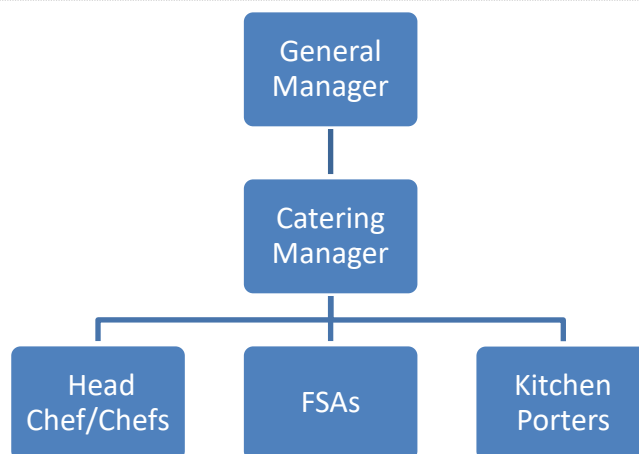 General
Manager
Catering
Manager
Head
Chef/Chefs
FSAs
Kitchen
Porters